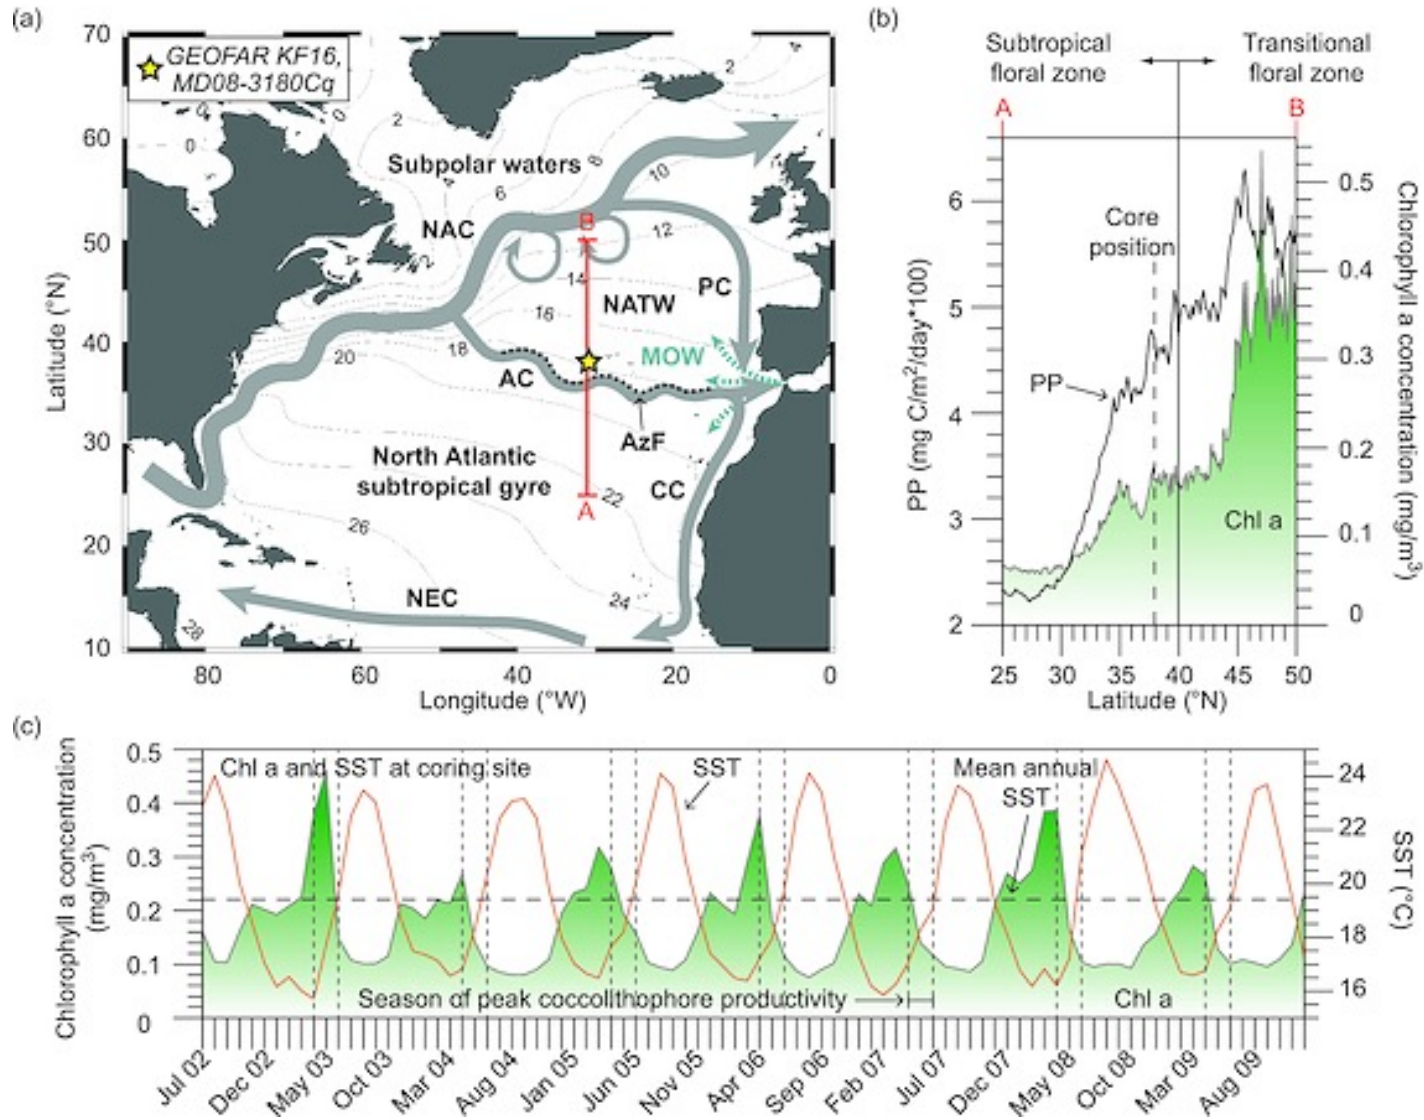 (a)
70
60
50
40
30
20
10
Latitude (°N)
80
60
40
20
0
Longitude (°W)
GEOFAR KF16,
MD08-3180Cq
Subpolar waters
NAC
NATW
PC
MOW
AC
AzF
CC
North Atlantic
subtropical gyre
NEC
A
B
0
0
0
2
2
2
4
4
6
8
10
12
14
16
18
20
22
24
26
28
(b)
Subtropical
floral zone
Transitional
floral zone
A
B
Core
position
PP
Chl a
6
5
4
3
2
PP (mg C/m²/day*100)
0.5
0.4
0.3
0.2
0.1
0
Chlorophyll a concentration (mg/m³)
25
30
35
40
45
50
Latitude (°N)
(c)
Chlorophyll a concentration
(mg/m³)
0.5
0.4
0.3
0.2
0.1
0
Chl a and SST at coring site
SST
Mean annual
SST
Season of peak coccolithophore productivity
Chl a
24
22
20
18
16
SST (°C)
Jul 02
Dec 02
May 03
Oct 03
Mar 04
Aug 04
Jan 05
Jun 05
Nov 05
Apr 06
Sep 06
Feb 07
Jul 07
Dec 07
May 08
Oct 08
Mar 09
Aug 09